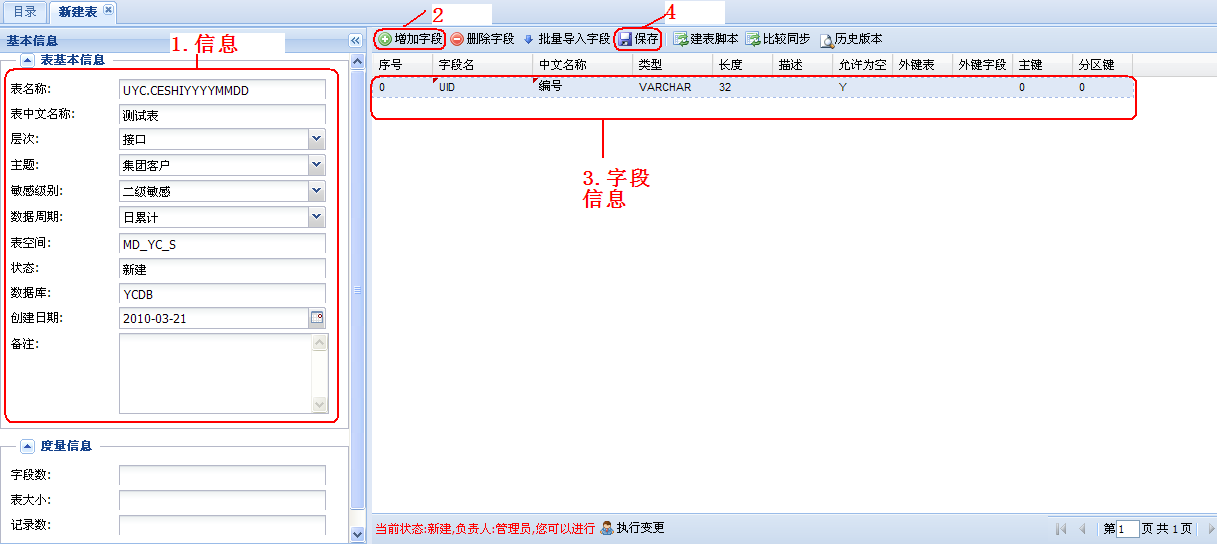 目录 新建表
2 4
基本信息 1.信息
增加字段 删除字段 批量导入字段 保存 建表脚本 比较同步 历史版本
表基本信息
序号 字段名 中文名称 类型 长度 描述 允许为空 外键表 外键字段 主键 分区键
0 UID 编号 VARCHAR 32 Y 0 0
3.字段
信息
表名称: UYC.CESHIYYYYMMDD
表中文名称: 测试表
层次: 接口
主题: 集团客户
敏感级别: 二级敏感
数据周期: 日累计
表空间: MD_YC_S
状态: 新建
数据库: YCDB
创建日期: 2010-03-21
备注:
度量信息
字段数:
表大小:
记录数:
当前状态:新建,负责人:管理员,您可以进行 执行变更 第 1 页 共 1 页